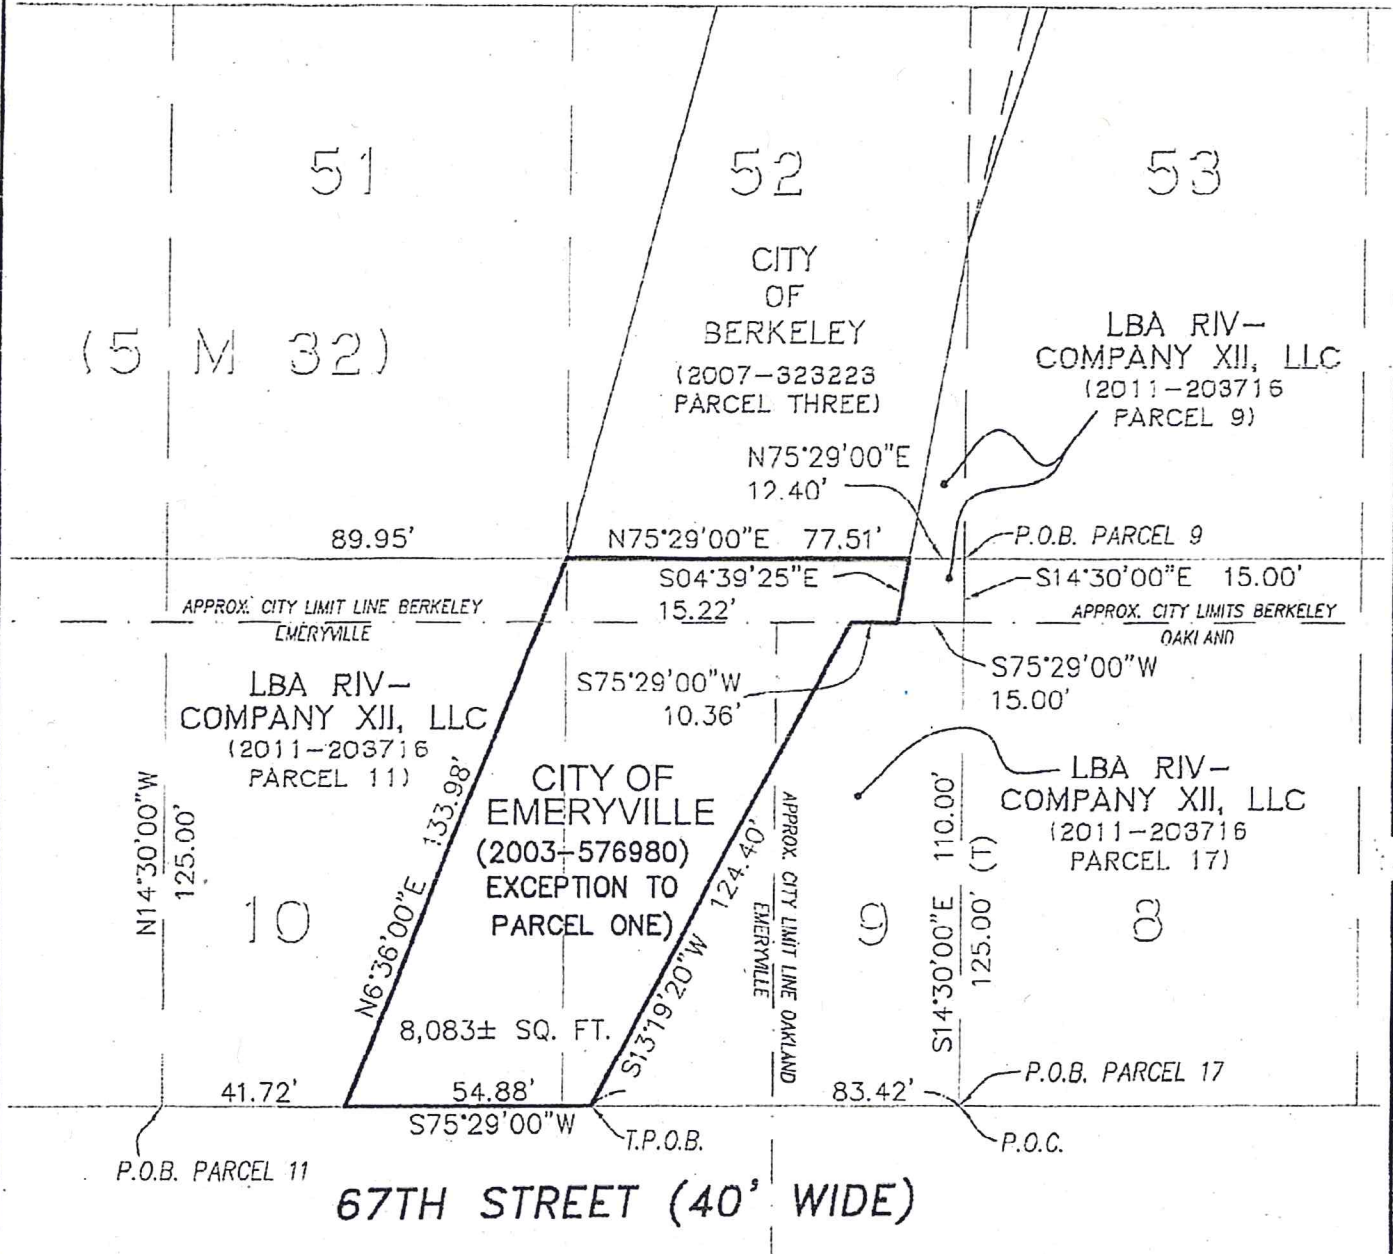 51
52
53
(5 M 32)
CITY
OF
BERKELEY
(2007-323223
PARCEL THREE)
LBA RIV-
COMPANY XII, LLC
(2011-203716
PARCEL 9)
N75°29'00"E
12.40'
89.95'
N75°29'00"E 77.51'
P.O.B. PARCEL 9
S04°39'25"E
15.22'
S14°30'00"E 15.00'
APPROX. CITY LIMIT LINE BERKELEY
EMERYVILLE
APPROX. CITY LIMITS BERKELEY
OAKLAND
S75°29'00"W
10.36'
S75°29'00"W
15.00'
LBA RIV-
COMPANY XII, LLC
(2011-203716
PARCEL 11)
N14°30'00"W
125.00'
N6°36'00"E 133.98'
CITY OF
EMERYVILLE
(2003-576980)
EXCEPTION TO
PARCEL ONE)
S13°19'20"W 124.40'
APPROX. CITY LIMIT LINE OAKLAND
EMERYVILLE
LBA RIV-
COMPANY XII, LLC
(2011-203716
PARCEL 17)
S14°30'00"E 110.00'
125.00' (T)
10
9
8
8,083± SQ. FT.
41.72'
54.88'
S75°29'00"W
83.42'
P.O.B. PARCEL 17
T.P.O.B.
P.O.C.
P.O.B. PARCEL 11
67TH STREET (40' WIDE)